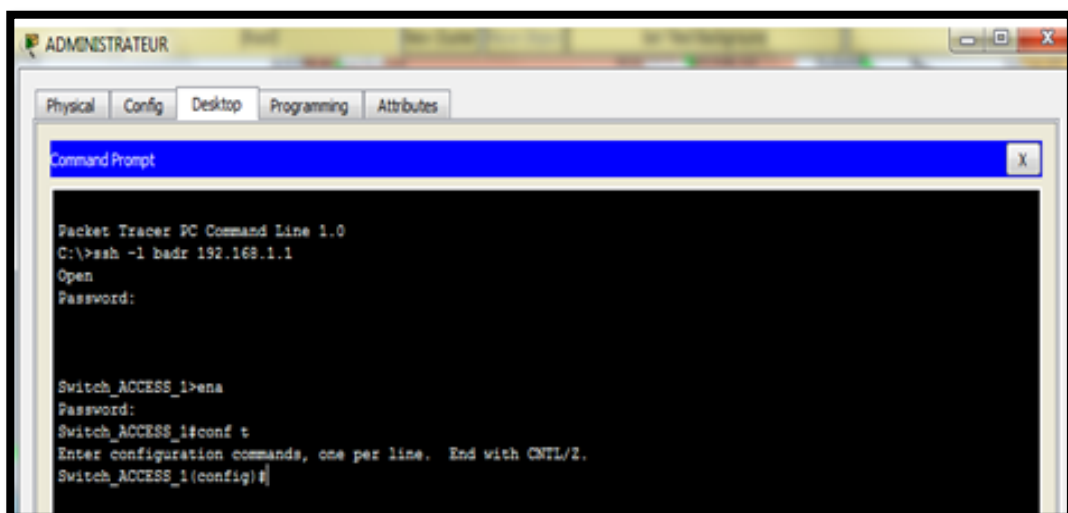 ADMINISTRATEUR
Physical Config Desktop Programming Attributes
Command Prompt X
Packet Tracer PC Command Line 1.0
C:\>ssh -l badr 192.168.1.1
Open
Password:
Switch_ACCESS_1>ena
Password:
Switch_ACCESS_1#conf t
Enter configuration commands, one per line. End with CNTL/Z.
Switch_ACCESS_1(config)#